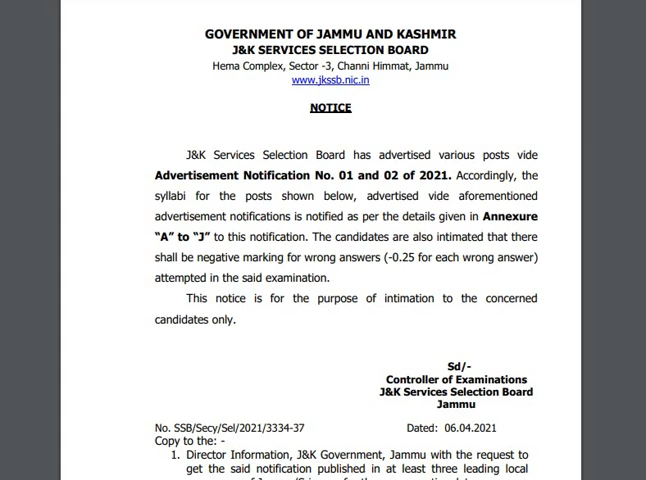 GOVERNMENT OF JAMMU AND KASHMIR
J&K SERVICES SELECTION BOARD
Hema Complex, Sector -3, Channi Himmat, Jammu
www.jkssb.nic.in
NOTICE
J&K Services Selection Board has advertised various posts vide
Advertisement Notification No. 01 and 02 of 2021. Accordingly, the
syllabi for the posts shown below, advertised vide aforementioned
advertisement notifications is notified as per the details given in Annexure
“A” to “J” to this notification. The candidates are also intimated that there
shall be negative marking for wrong answers (-0.25 for each wrong answer)
attempted in the said examination.
This notice is for the purpose of intimation to the concerned
candidates only.
Sd/-
Controller of Examinations
J&K Services Selection Board
Jammu
No. SSB/Secy/Sel/2021/3334-37 Dated: 06.04.2021
Copy to the: -
1. Director Information, J&K Government, Jammu with the request to
get the said notification published in at least three leading local